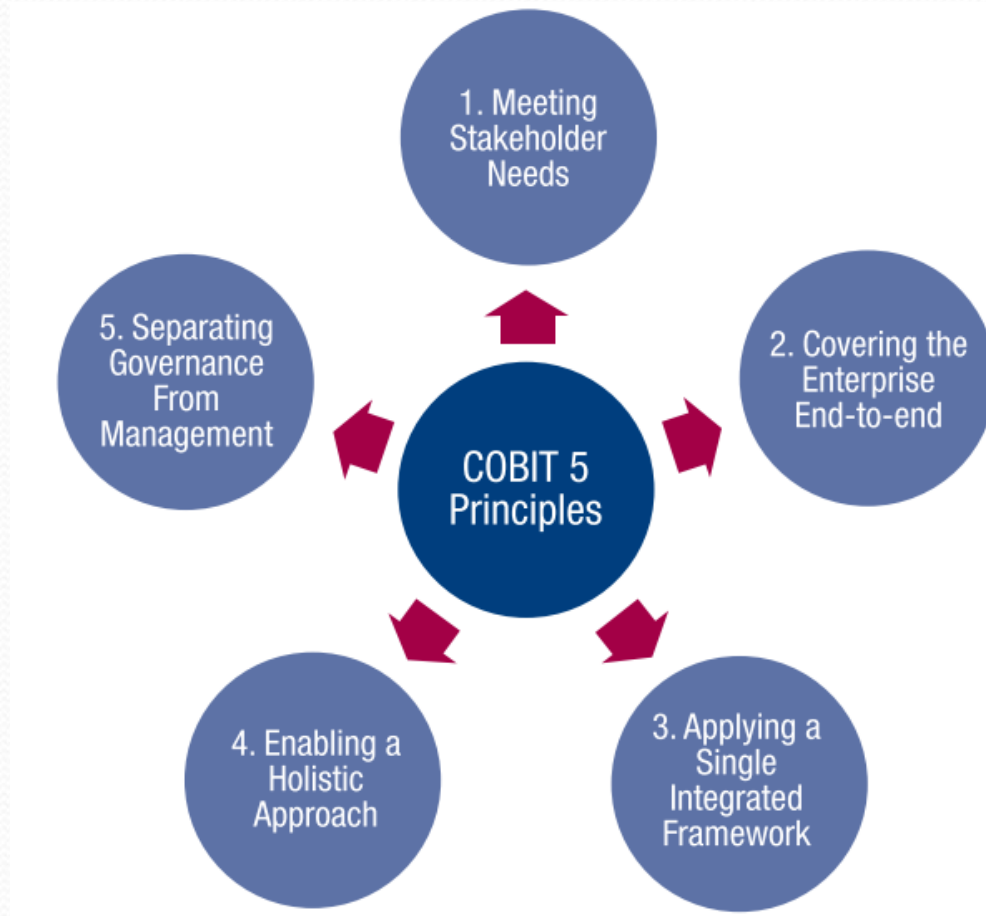 1. Meeting
Stakeholder
Needs
2. Covering the
Enterprise
End-to-end
3. Applying a
Single
Integrated
Framework
4. Enabling a
Holistic
Approach
5. Separating
Governance
From
Management
COBIT 5
Principles